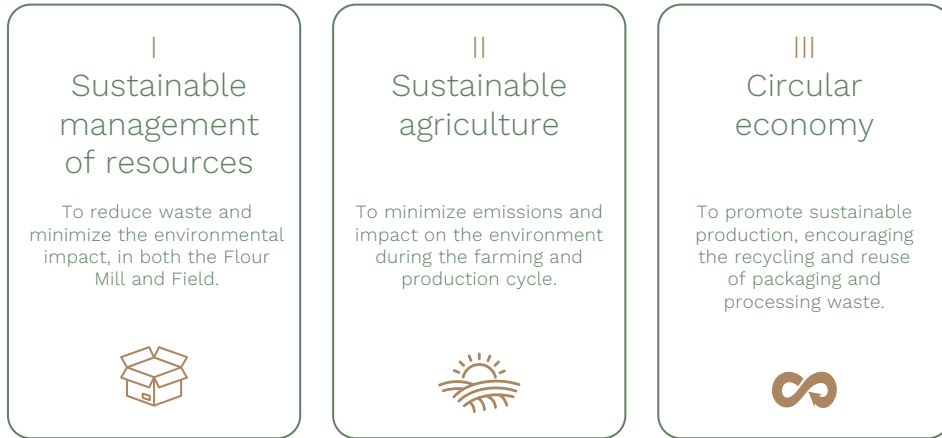 I
Sustainable
management
of resources
To reduce waste and
minimize the environmental
impact, in both the Flour
Mill and Field.
II
Sustainable
agriculture
To minimize emissions and
impact on the environment
during the farming and
production cycle.
III
Circular
economy
To promote sustainable
production, encouraging
the recycling and reuse
of packaging and
processing waste.